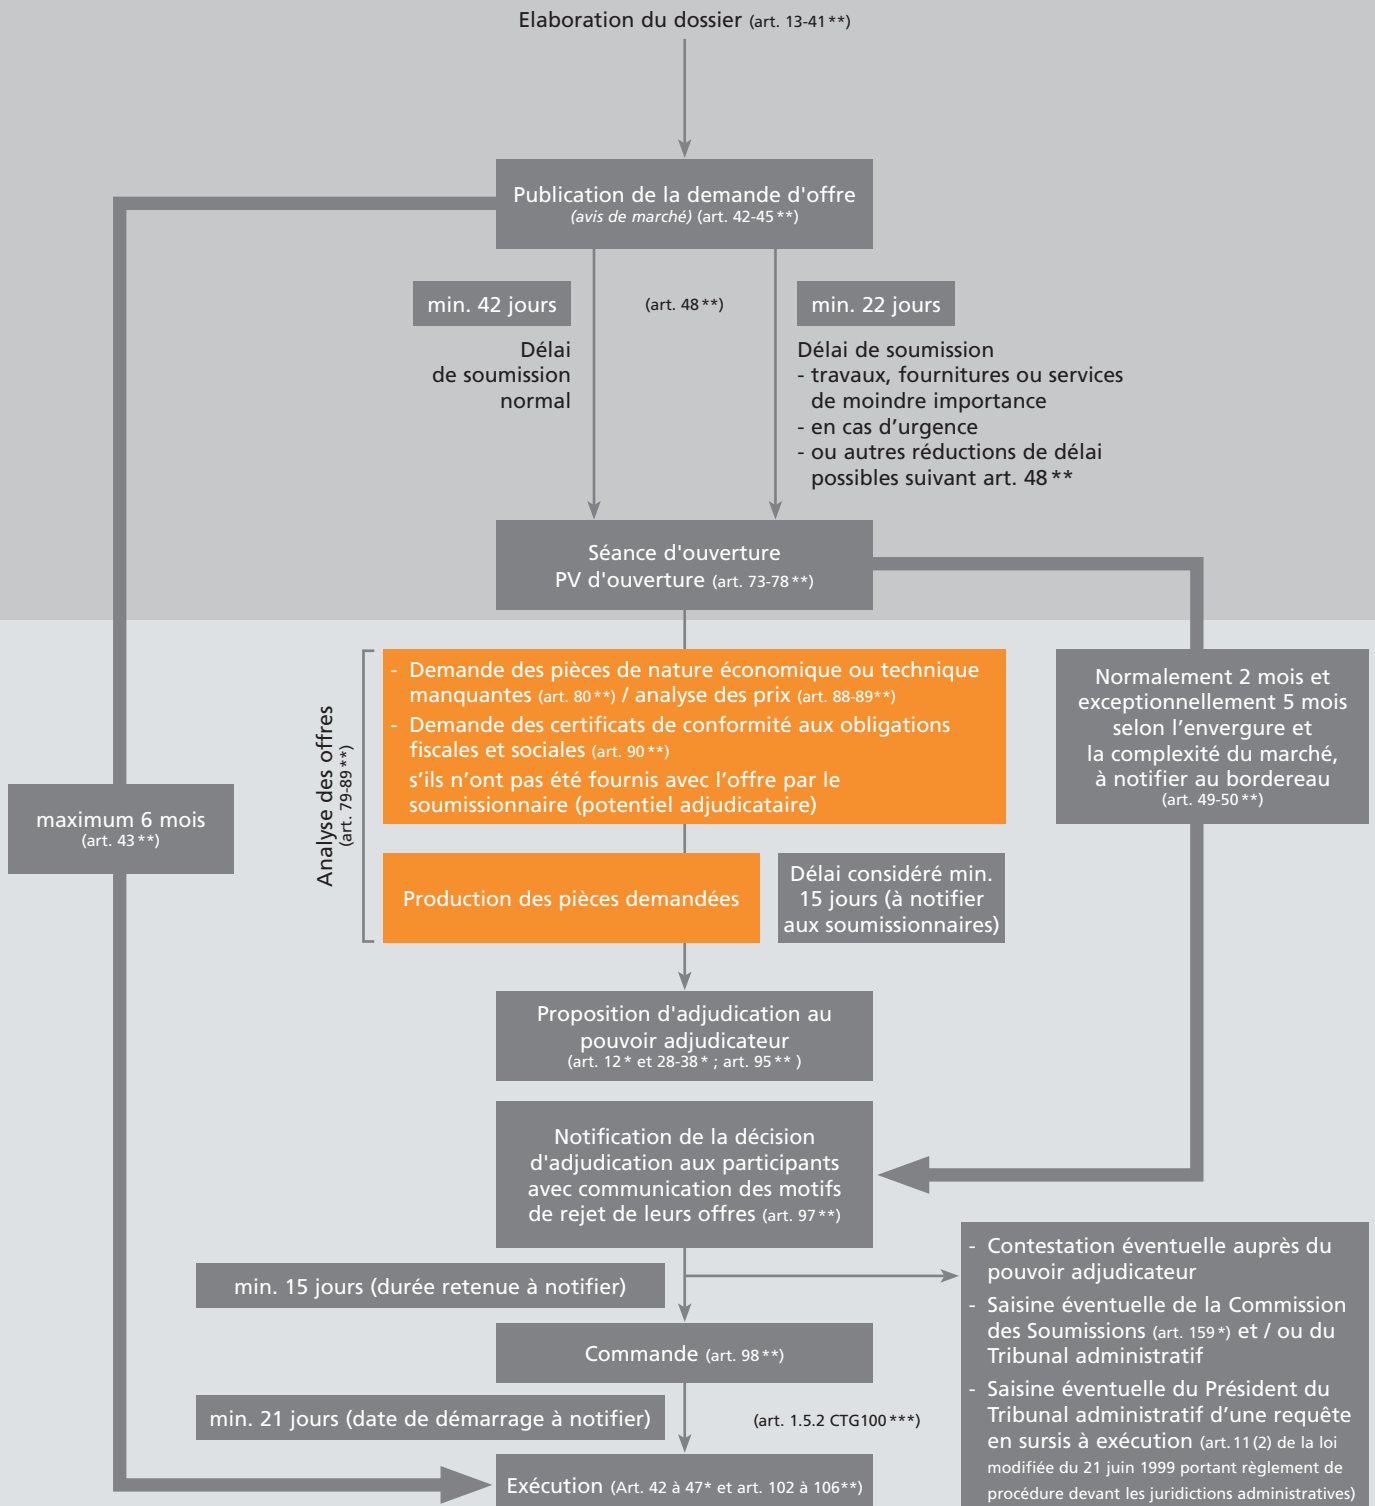 Elaboration du dossier (art. 13-41**)
Publication de la demande d'offre
(avis de marché) (art. 42-45**)
min. 42 jours
(art. 48**)
min. 22 jours
Délai
de soumission
normal
Délai de soumission
- travaux, fournitures ou services
de moindre importance
- en cas d’urgence
- ou autres réductions de délai
possibles suivant art. 48**
Séance d'ouverture
PV d'ouverture (art. 73-78**)
Analyse des offres
(art. 79-89**)
- Demande des pièces de nature économique ou technique
manquantes (art. 80**) / analyse des prix (art. 88-89**)
- Demande des certificats de conformité aux obligations
fiscales et sociales (art. 90**)
s’ils n’ont pas été fournis avec l’offre par le
soumissionnaire (potentiel adjudicataire)
Normalement 2 mois et
exceptionnellement 5 mois
selon l’envergure et
la complexité du marché,
à notifier au bordereau
(art. 49-50**)
maximum 6 mois
(art. 43**)
Production des pièces demandées
Délai considéré min.
15 jours (à notifier
aux soumissionnaires)
Proposition d'adjudication au
pouvoir adjudicateur
(art. 12* et 28-38* ; art. 95** )
Notification de la décision
d'adjudication aux participants
avec communication des motifs
de rejet de leurs offres (art. 97**)
min. 15 jours (durée retenue à notifier)
- Contestation éventuelle auprès du
pouvoir adjudicateur
- Saisine éventuelle de la Commission
des Soumissions (art. 159*) et / ou du
Tribunal administratif
- Saisine éventuelle du Président du
Tribunal administratif d’une requête
en sursis à exécution (art. 11(2) de la loi
modifiée du 21 juin 1999 portant règlement de
procédure devant les juridictions administratives)
Commande (art. 98**)
min. 21 jours (date de démarrage à notifier)
(art. 1.5.2 CTG100***)
Exécution (Art. 42 à 47* et art. 102 à 106**)